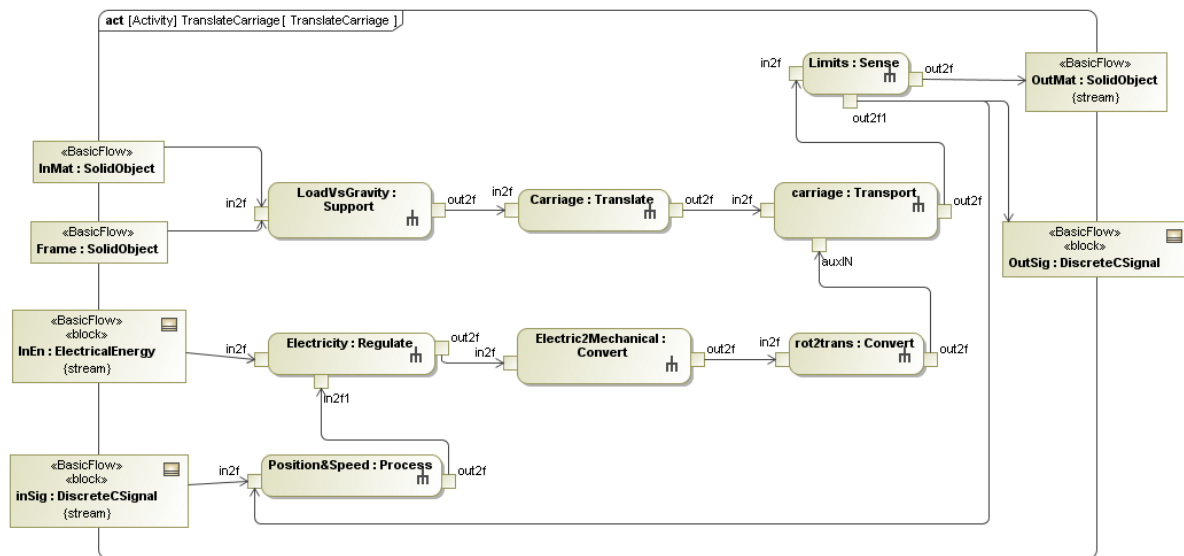 act [Activity] TranslateCarriage [ TranslateCarriage ]
in2f
Limits : Sense
out2f
out2f1
«BasicFlow»
OutMat : SolidObject
{stream}
«BasicFlow»
InMat : SolidObject
«BasicFlow»
Frame : SolidObject
in2f
LoadVsGravity :
Support
out2f
in2f
Carriage : Translate
out2f
in2f
carriage : Transport
out2f
auxIN
«BasicFlow»
«block»
OutSig : DiscreteCSignal
«BasicFlow»
«block»
InEn : ElectricalEnergy
{stream}
in2f
Electricity : Regulate
out2f
in2f1
in2f
Electric2Mechanical :
Convert
out2f
in2f
rot2trans : Convert
out2f
«BasicFlow»
«block»
inSig : DiscreteCSignal
{stream}
in2f
Position&Speed : Process
out2f